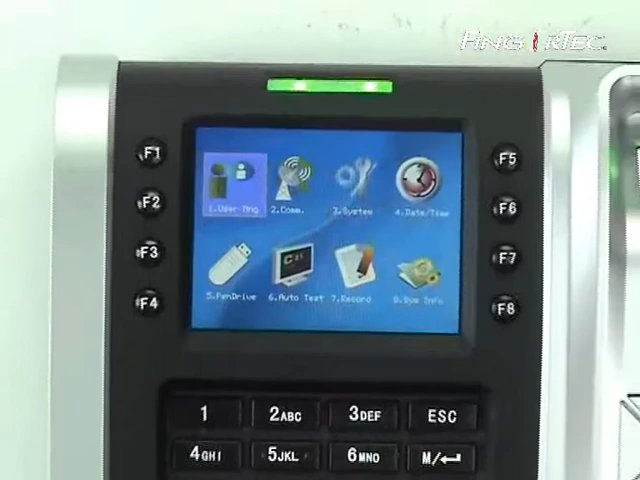 FINGERTEC
F1
F2
F3
F4
F5
F6
F7
F8
1.User Mng 2.Comm. 3.System 4.Date/Time
5.PenDrive 6.Auto Test 7.Record 8.Sys Info
1 2ABC 3DEF ESC
4GHI 5JKL 6MNO M/